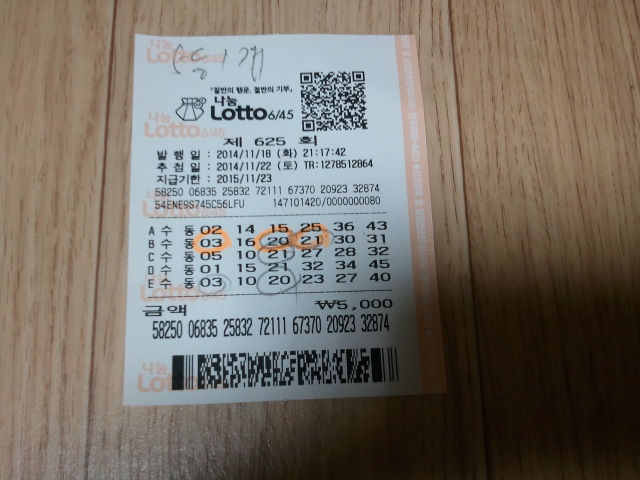 5등 1개
「절반의 행운, 절반의 기부」
나눔
Lotto 6/45
제 625 회
발 행 일 : 2014/11/18 (화) 21:17:42
추 첨 일 : 2014/11/22 (토) TR:1278512864
지급기한 : 2015/11/23
58250 06835 25832 72111 67370 20923 32874
54ENE9S745C56LFU 147101420/0000000080
A 수 동 02 14 15 25 36 43
B 수 동 03 16 20 21 30 31
C 수 동 05 10 21 27 28 32
D 수 동 01 15 21 32 34 45
E 수 동 03 10 20 23 27 40
금액 ₩5,000
58250 06835 25832 72111 67370 20923 32874
나눔
Lotto 6/45